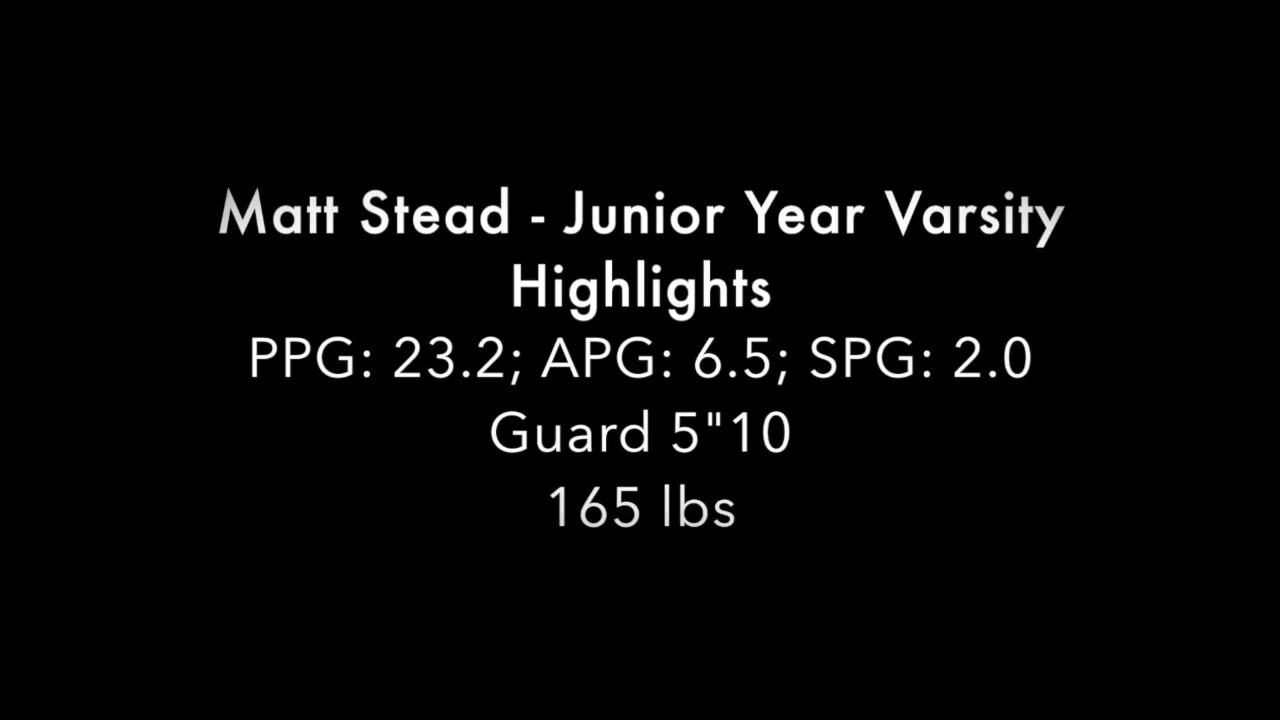 Matt Stead - Junior Year Varsity
Highlights
PPG: 23.2; APG: 6.5; SPG: 2.0
Guard 5"10
165 lbs